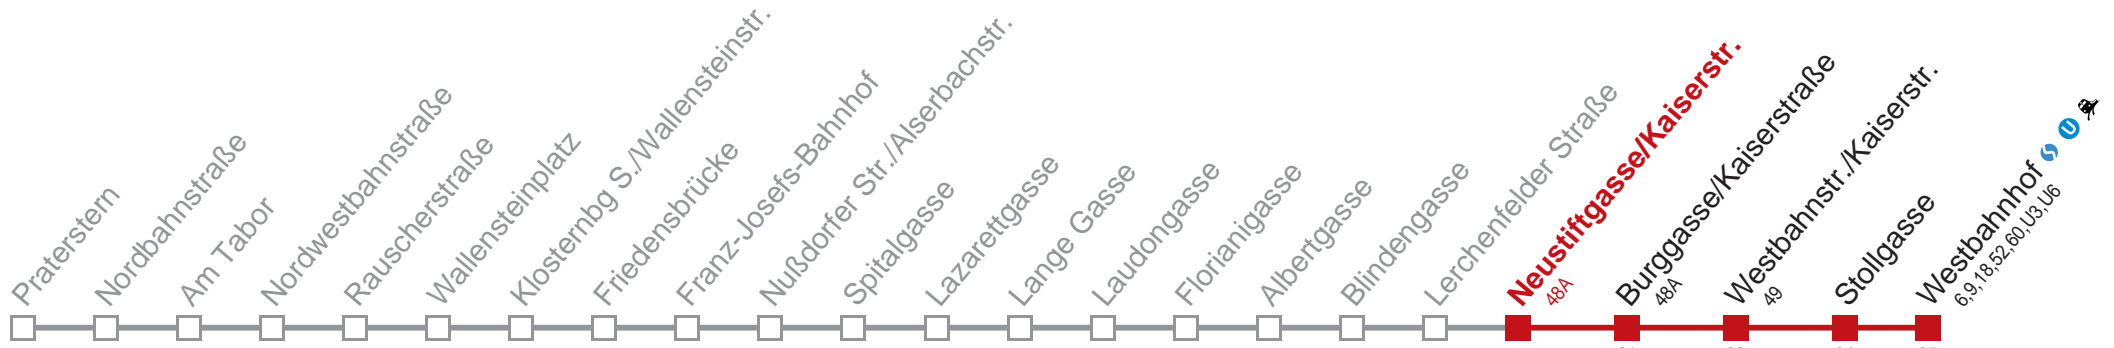 Praterstern
Nordbahnstraße
Am Tabor
Nordwestbahnstraße
Rauscherstraße
Wallensteinplatz
Klosternbg S./Wallensteinstr.
Friedensbrücke
Franz-Josefs-Bahnhof
Nußdorfer Str./Alserbachstr.
Spitalgasse
Lazarettgasse
Lange Gasse
Laudongasse
Florianigasse
Albertgasse
Blindengasse
Lerchenfelder Straße
Neustiftgasse/Kaiserstr.
48A
Burggasse/Kaiserstraße
48A
Westbahnstr./Kaiserstr.
49
Stollgasse
Westbahnhof S U
6,9,18,52,60,U3,U6